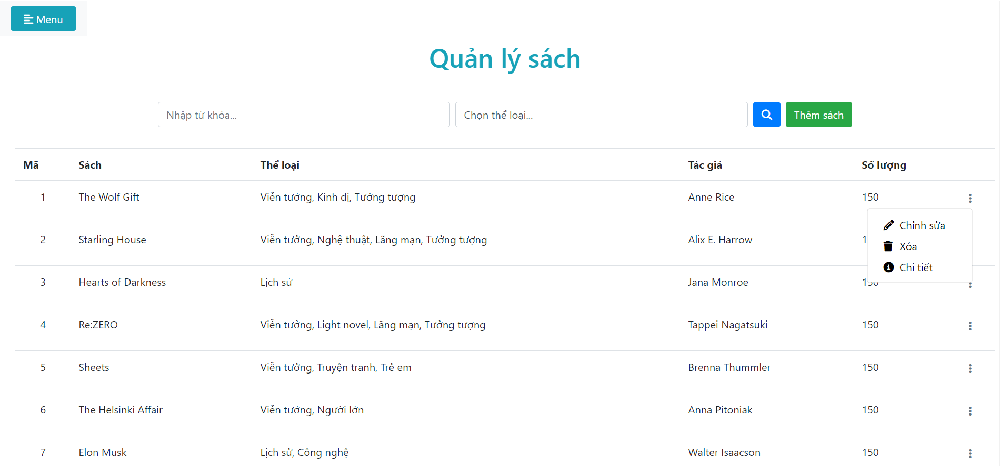 Menu
Quản lý sách
Nhập từ khóa...
Chọn thể loại...
Thêm sách
Mã Sách Thể loại Tác giả Số lượng
1 The Wolf Gift Viễn tưởng, Kinh dị, Tưởng tượng Anne Rice 150
Chỉnh sửa
Xóa
Chi tiết
2 Starling House Viễn tưởng, Nghệ thuật, Lãng mạn, Tưởng tượng Alix E. Harrow
3 Hearts of Darkness Lịch sử Jana Monroe
4 Re:ZERO Viễn tưởng, Light novel, Lãng mạn, Tưởng tượng Tappei Nagatsuki 150
5 Sheets Viễn tưởng, Truyện tranh, Trẻ em Brenna Thummler 150
6 The Helsinki Affair Viễn tưởng, Người lớn Anna Pitoniak 150
7 Elon Musk Lịch sử, Công nghệ Walter Isaacson 150